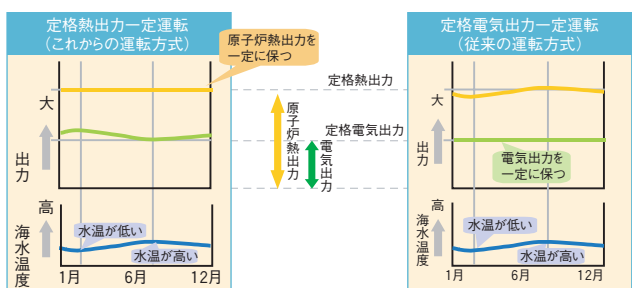 定格熱出力一定運転
(これからの運転方式)
原子炉熱出力を
一定に保つ
大
出力
高
海水温度
水温が低い
水温が高い
1月
6月
12月
定格熱出力
定格電気出力
原子炉熱出力
電気出力
定格電気出力一定運転
(従来の運転方式)
大
出力
電気出力を
一定に保つ
高
海水温度
水温が低い
水温が高い
1月
6月
12月